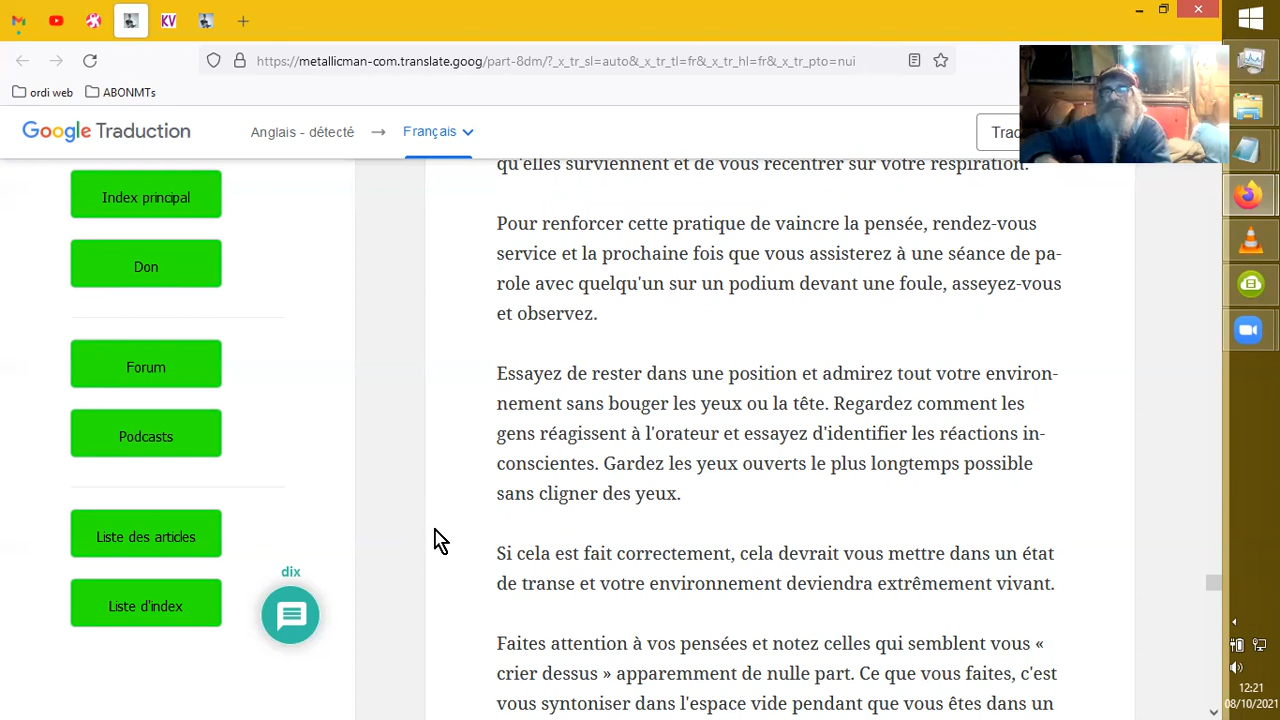 KV
https://metallicman-com.translate.goog/part-8dm/?_x_tr_sl=auto&_x_tr_tl=fr&_x_tr_hl=fr&_x_tr_pto=nui
ordi web
ABONMTs
Google Traduction
Anglais - détecté
→
Français
Trad
Index principal
Don
Forum
Podcasts
Liste des articles
Liste d'index
dix
qu'elles surviennent et de vous recentrer sur votre respiration.
Pour renforcer cette pratique de vaincre la pensée, rendez-vous
service et la prochaine fois que vous assisterez à une séance de pa-
role avec quelqu'un sur un podium devant une foule, asseyez-vous
et observez.
Essayez de rester dans une position et admirez tout votre environ-
nement sans bouger les yeux ou la tête. Regardez comment les
gens réagissent à l'orateur et essayez d'identifier les réactions in-
conscientes. Gardez les yeux ouverts le plus longtemps possible
sans cligner des yeux.
Si cela est fait correctement, cela devrait vous mettre dans un état
de transe et votre environnement deviendra extrêmement vivant.
Faites attention à vos pensées et notez celles qui semblent vous «
crier dessus » apparemment de nulle part. Ce que vous faites, c'est
vous syntoniser dans l'espace vide pendant que vous êtes dans un
12:21
08/10/2021